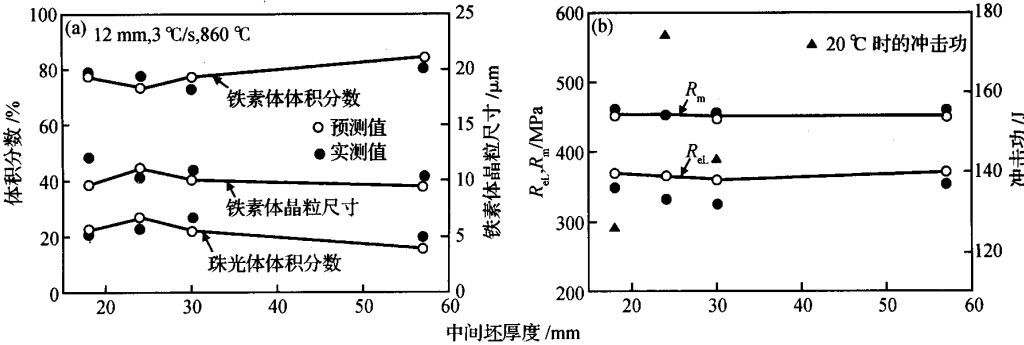 (a) 12 mm,3 ℃/s,860 ℃
100
80
60
40
20
0
体积分数 /%
25
20
15
10
5
0
铁素体晶粒尺寸 /μm
铁素体体积分数
预测值
实测值
铁素体晶粒尺寸
珠光体体积分数
20 30 40 50 60
(b)
▲ 20 ℃ 时的冲击功
600
500
400
300
200
ReL,Rm/MPa
Rm
ReL
180
160
140
120
冲击功 /J
20 30 40 50 60
中间坯厚度 /mm